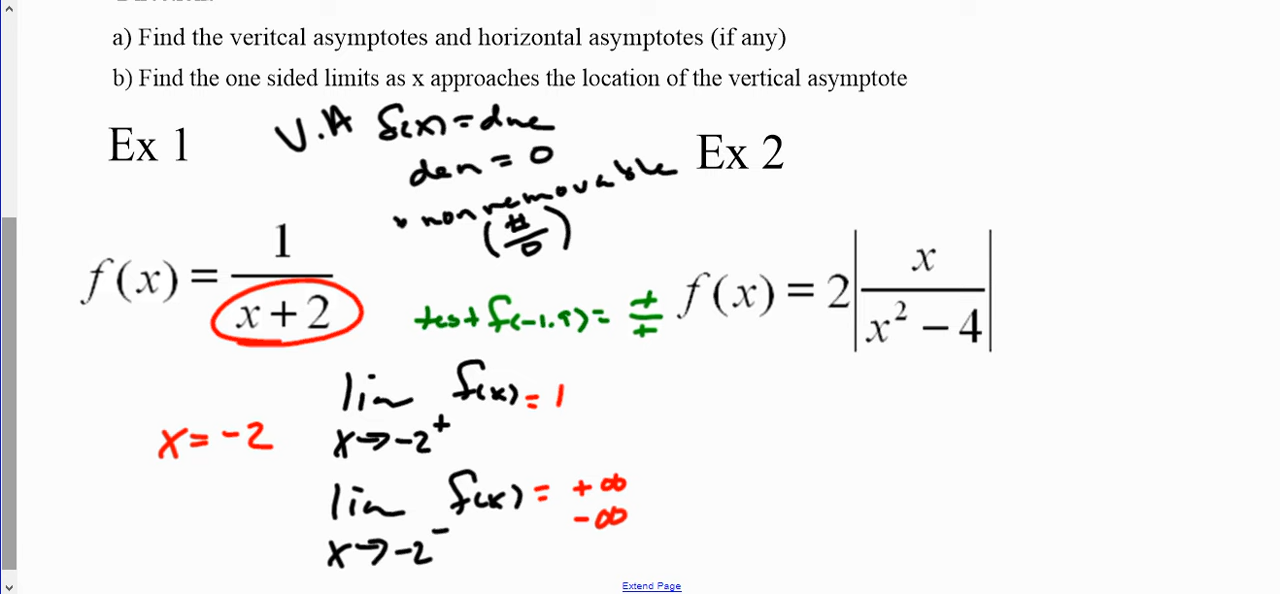 a) Find the veritcal asymptotes and horizontal asymptotes (if any)
b) Find the one sided limits as x approaches the location of the vertical asymptote
Ex 1
V.A f(x) = dne
den = 0
nonremovable
(#/0)
f(x) = 1/(x+2)
test f(-1.9) = +/+
x = -2
lim f(x) = 1
x→-2⁺
lim f(x) = +∞
-∞
x→-2⁻
Ex 2
f(x) = 2|x/(x² - 4)|
Extend Page